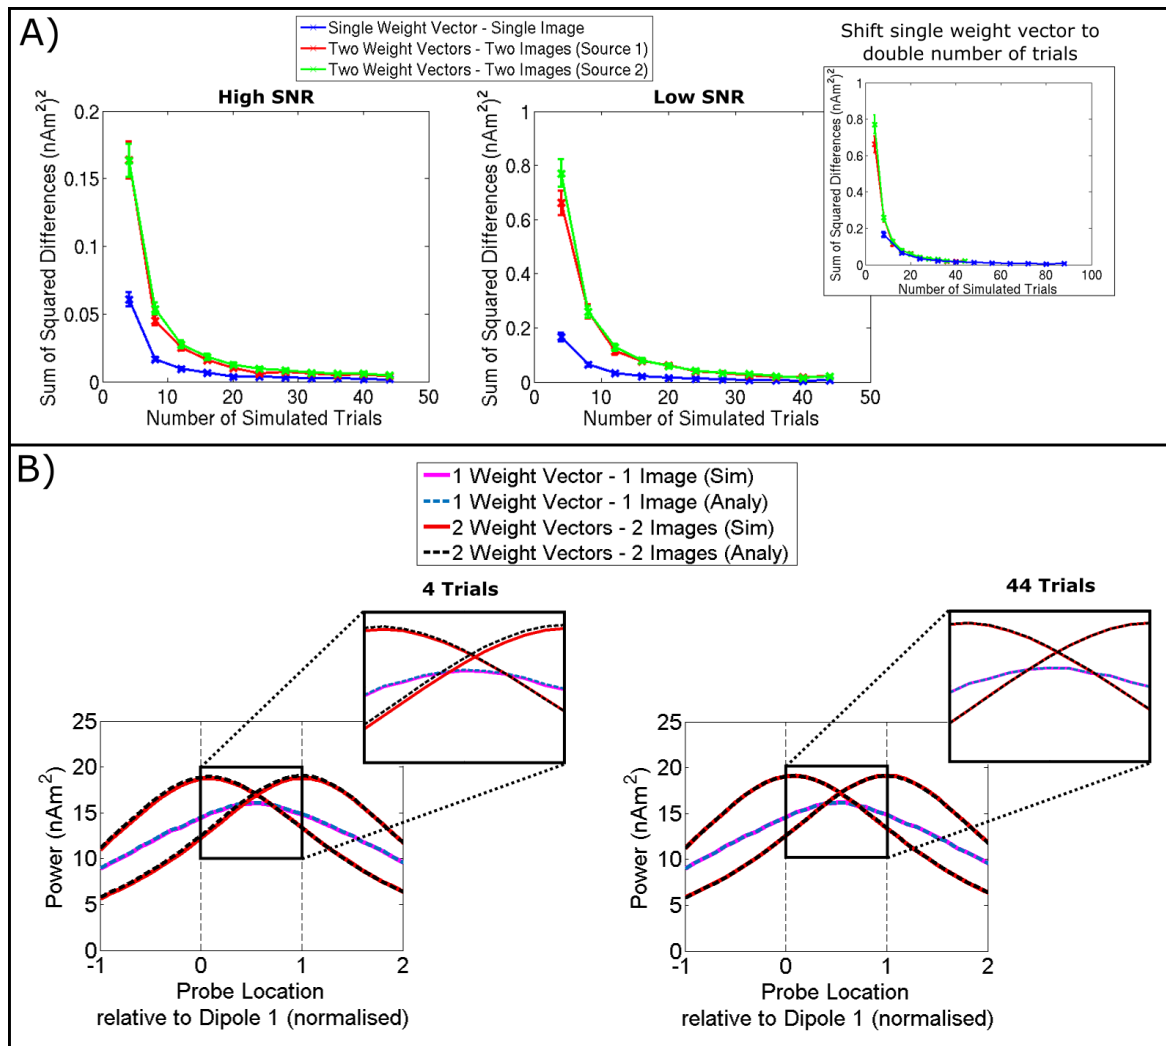 A)
Single Weight Vector - Single Image
Two Weight Vectors - Two Images (Source 1)
Two Weight Vectors - Two Images (Source 2)
High SNR
Sum of Squared Differences (nAm²)²
0.2
0.15
0.1
0.05
0
0 10 20 30 40 50
Number of Simulated Trials
Low SNR
Sum of Squared Differences (nAm²)²
1
0.8
0.6
0.4
0.2
0
0 10 20 30 40 50
Number of Simulated Trials
Shift single weight vector to
double number of trials
Sum of Squared Differences (nAm²)²
1
0.8
0.6
0.4
0.2
0
0 20 40 60 80 100
Number of Simulated Trials
B)
1 Weight Vector - 1 Image (Sim)
1 Weight Vector - 1 Image (Analy)
2 Weight Vectors - 2 Images (Sim)
2 Weight Vectors - 2 Images (Analy)
4 Trials
Power (nAm²)
25
20
15
10
5
0
-1 0 1 2
Probe Location
relative to Dipole 1 (normalised)
44 Trials
Power (nAm²)
25
20
15
10
5
0
-1 0 1 2
Probe Location
relative to Dipole 1 (normalised)